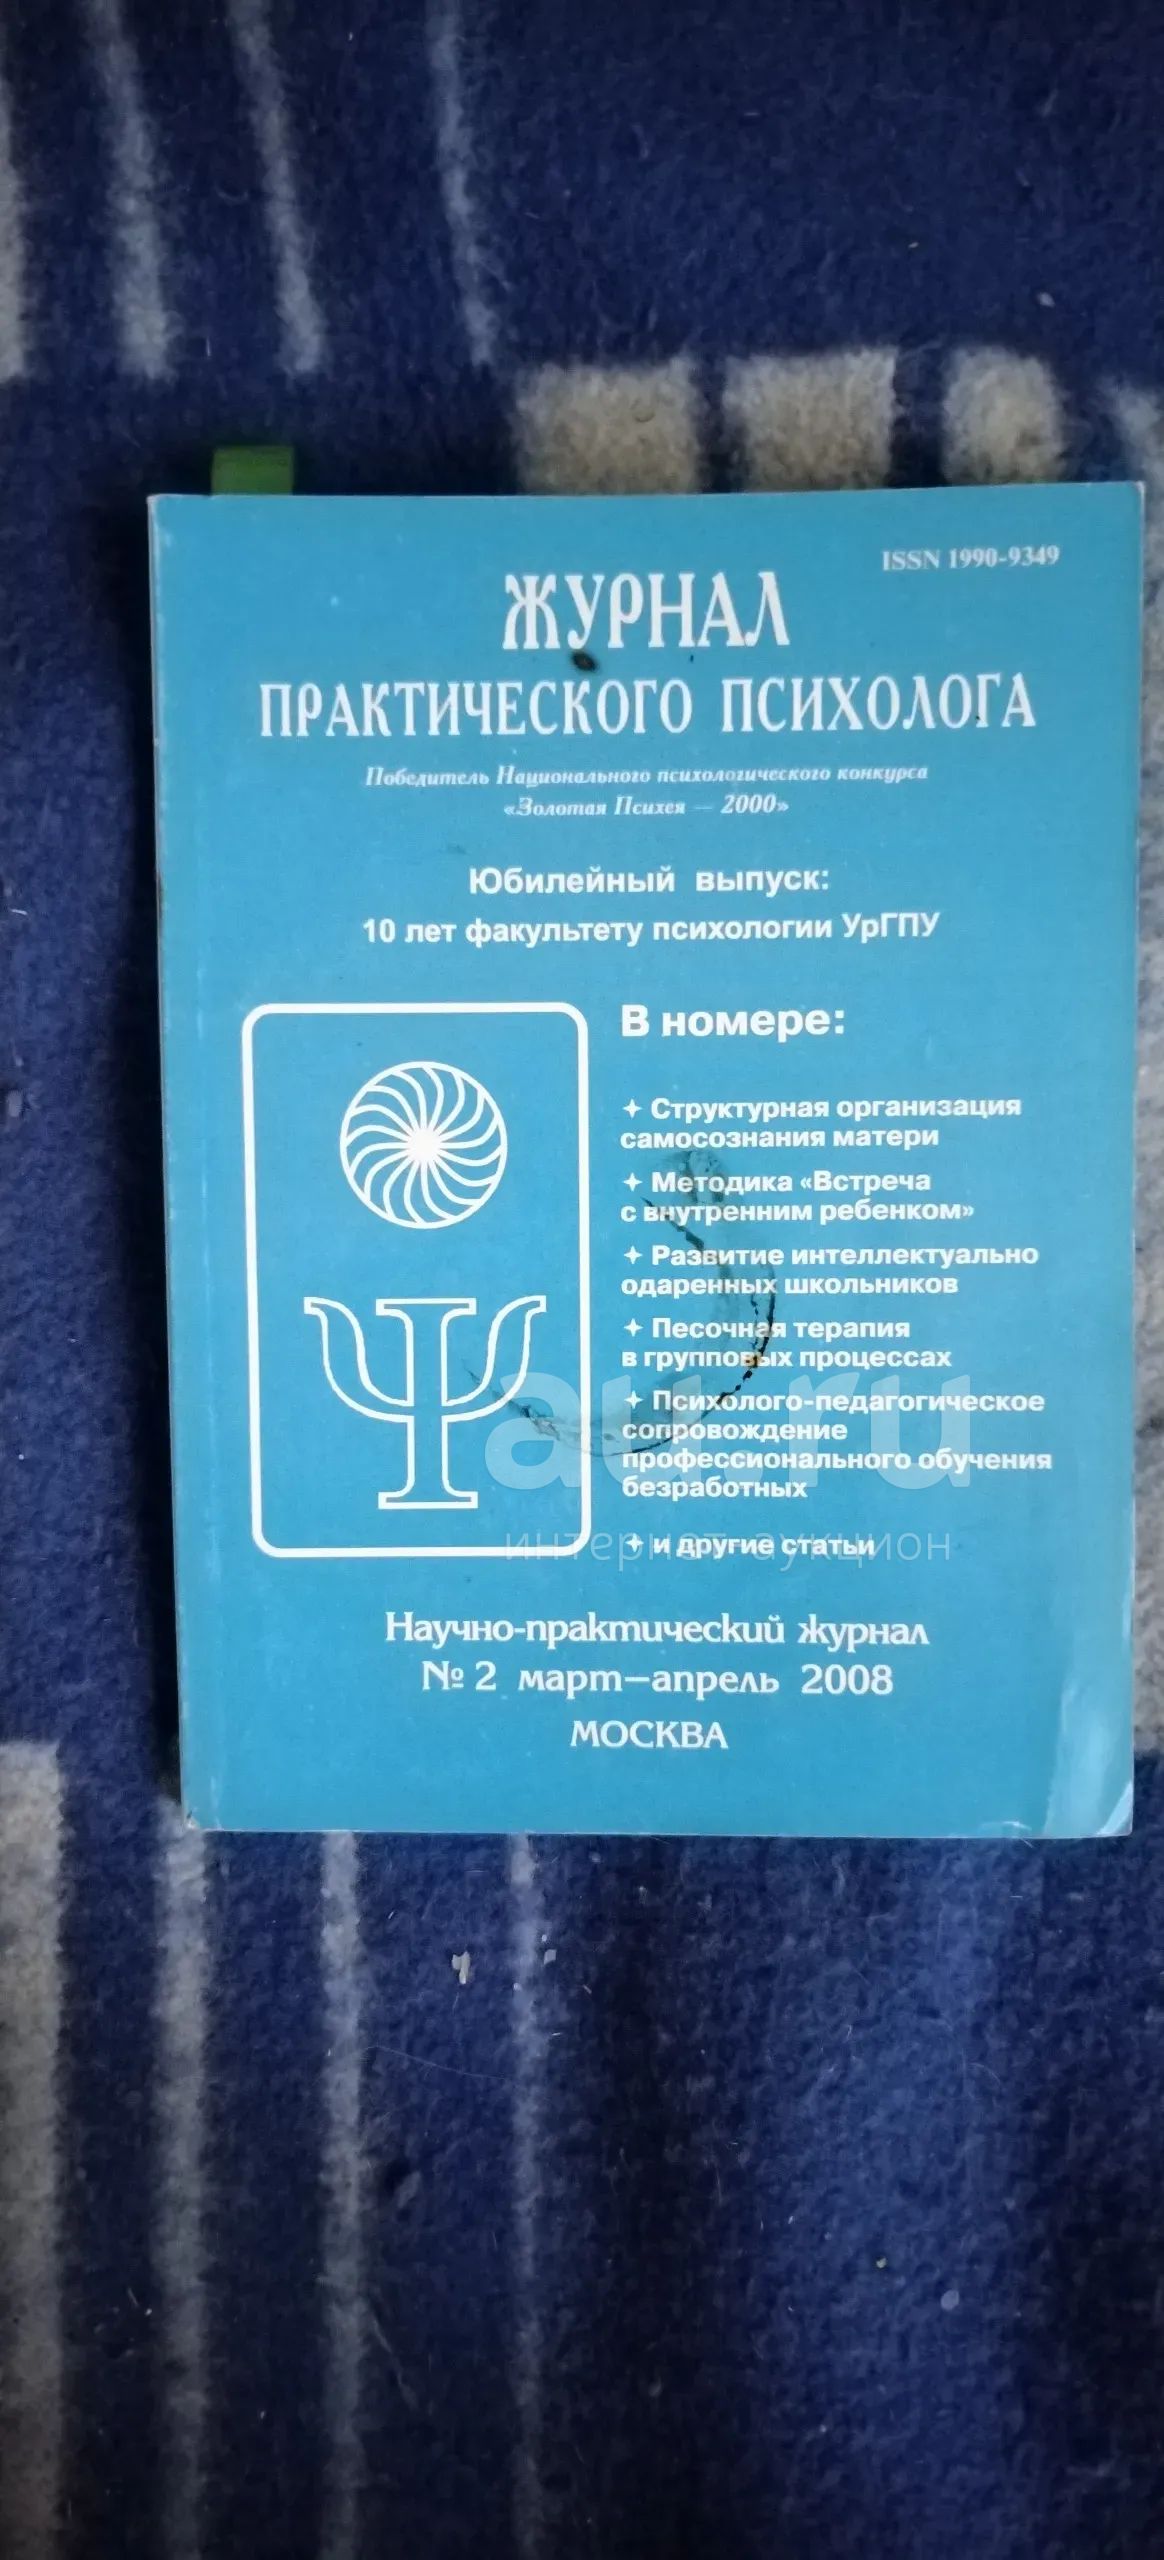 ISSN 1990-9349
ЖУРНАЛ
ПРАКТИЧЕСКОГО ПСИХОЛОГА
Победитель Национального психологического конкурса
«Золотая Психея — 2000»
Юбилейный выпуск:
10 лет факультету психологии УрГПУ
В номере:
✦ Структурная организация
самосознания матери
✦ Методика «Встреча
с внутренним ребенком»
✦ Развитие интеллектуально
одаренных школьников
✦ Песочная терапия
в групповых процессах
✦ Психолого-педагогическое
сопровождение
профессионального обучения
безработных
✦ и другие статьи
Ψ
au.ru
интернет-аукцион
Научно-практический журнал
№ 2 март–апрель 2008
МОСКВА